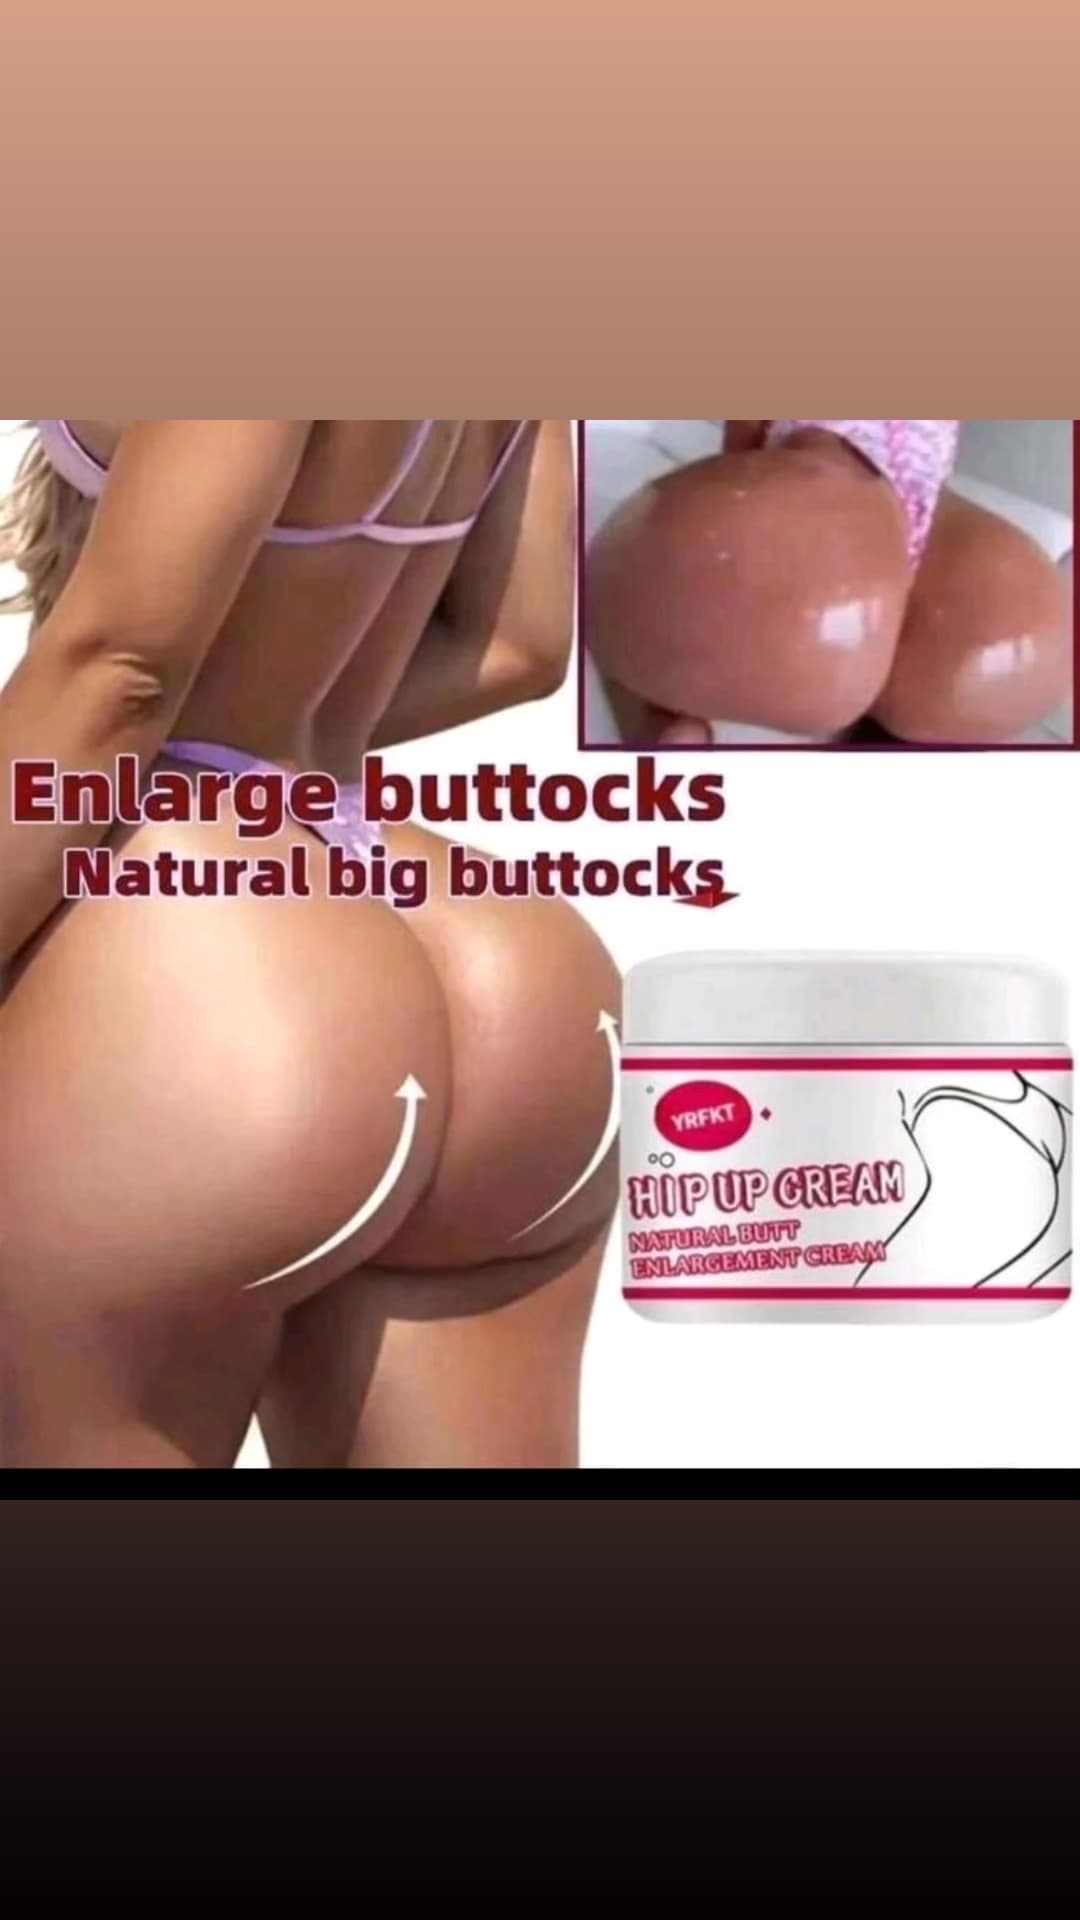 Enlarge buttocks
Natural big buttocks
YRFKT
HIP UP CREAM
NATURAL BUTT
ENLARGEMENT CREAM